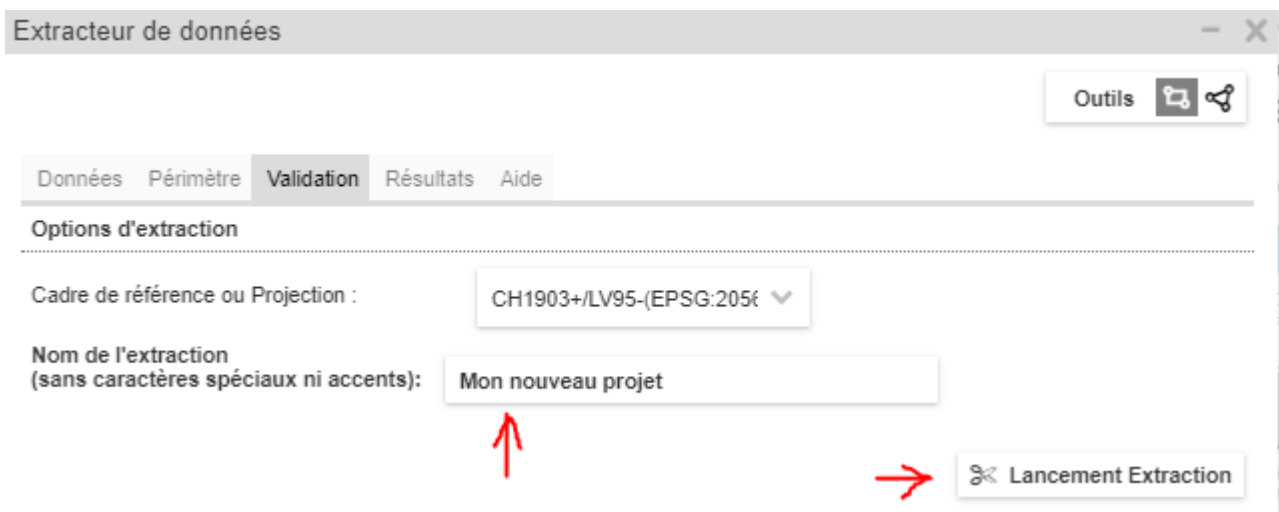 Extracteur de données
Outils
Données Périmètre Validation Résultats Aide
Options d'extraction
Cadre de référence ou Projection :
CH1903+/LV95-(EPSG:2056
Nom de l'extraction
(sans caractères spéciaux ni accents):
Mon nouveau projet
Lancement Extraction